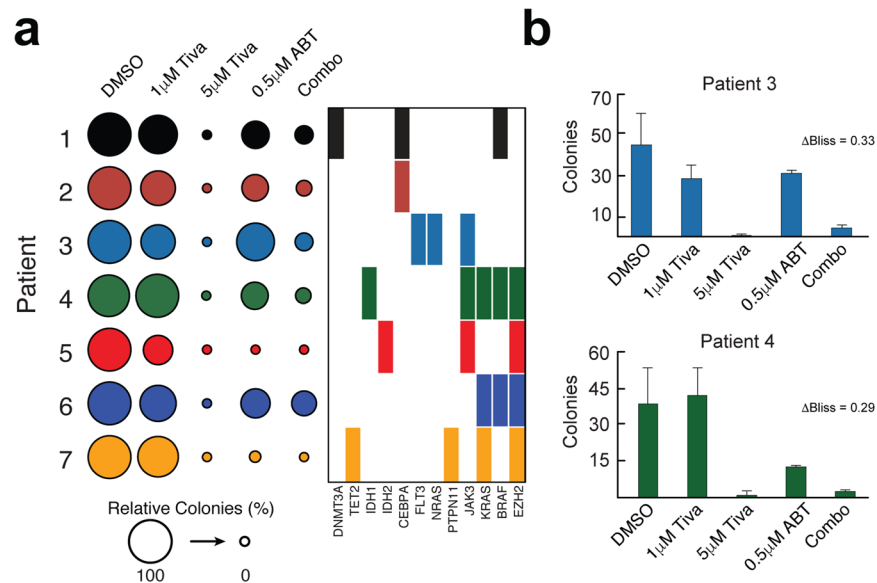 a
DMSO
1µM Tiva
5µM Tiva
0.5µM ABT
Combo
Patient
1
2
3
4
5
6
7
DNMT3A
TET2
IDH1
IDH2
CEBPA
FLT3
NRAS
PTPN11
JAK3
KRAS
BRAF
EZH2
Relative Colonies (%)
100
0
b
Patient 3
Colonies
70
50
30
10
ΔBliss = 0.33
DMSO
1µM Tiva
5µM Tiva
0.5µM ABT
Combo
Patient 4
Colonies
60
45
30
15
ΔBliss = 0.29
DMSO
1µM Tiva
5µM Tiva
0.5µM ABT
Combo